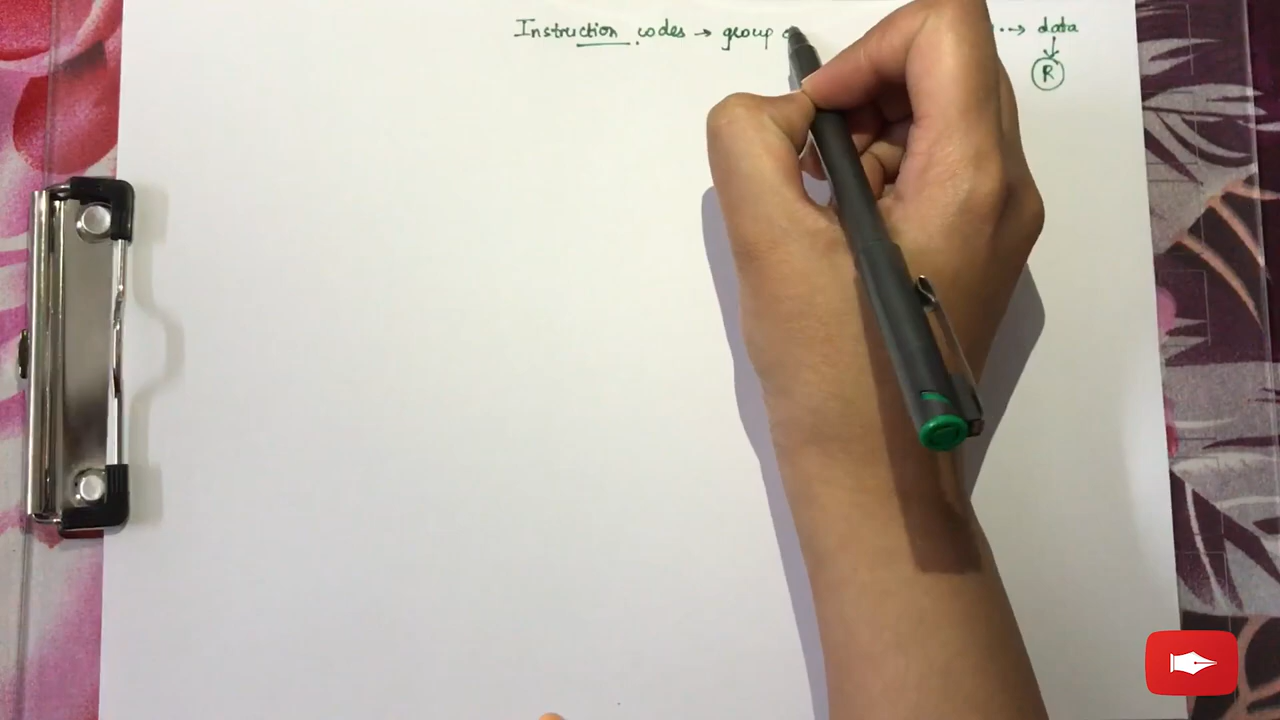 Instruction codes → group → data
R